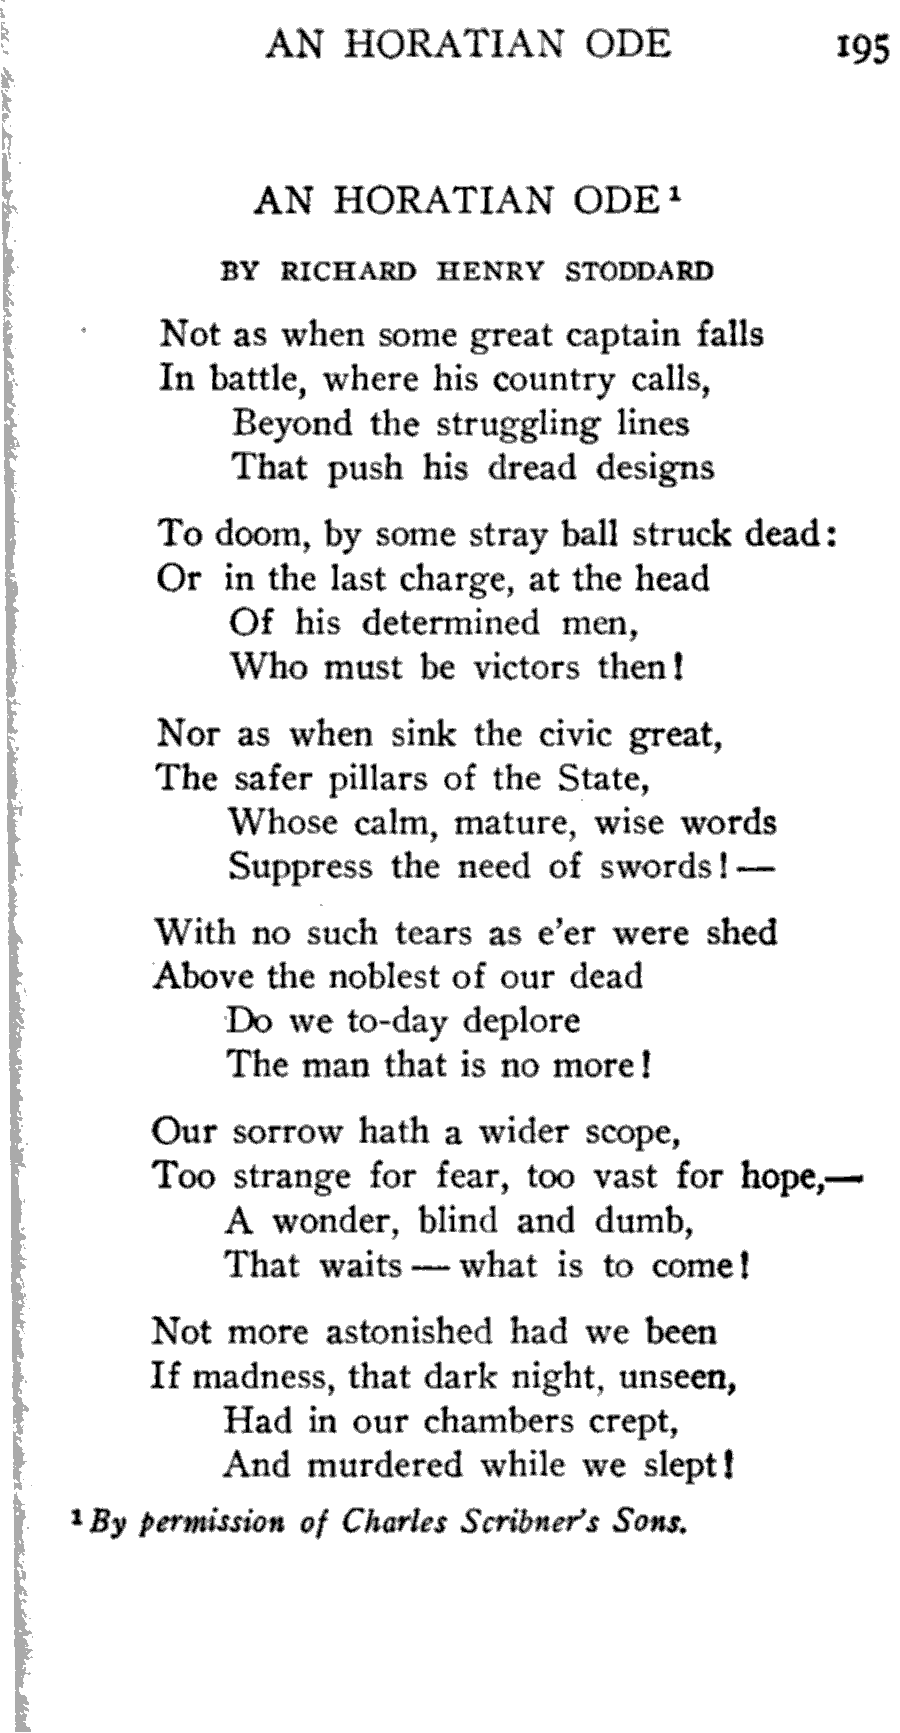 AN HORATIAN ODE 195
AN HORATIAN ODE¹
BY RICHARD HENRY STODDARD
Not as when some great captain falls
In battle, where his country calls,
Beyond the struggling lines
That push his dread designs
To doom, by some stray ball struck dead:
Or in the last charge, at the head
Of his determined men,
Who must be victors then!
Nor as when sink the civic great,
The safer pillars of the State,
Whose calm, mature, wise words
Suppress the need of swords!—
With no such tears as e'er were shed
Above the noblest of our dead
Do we to-day deplore
The man that is no more!
Our sorrow hath a wider scope,
Too strange for fear, too vast for hope,—
A wonder, blind and dumb,
That waits — what is to come!
Not more astonished had we been
If madness, that dark night, unseen,
Had in our chambers crept,
And murdered while we slept!
¹ By permission of Charles Scribner's Sons.